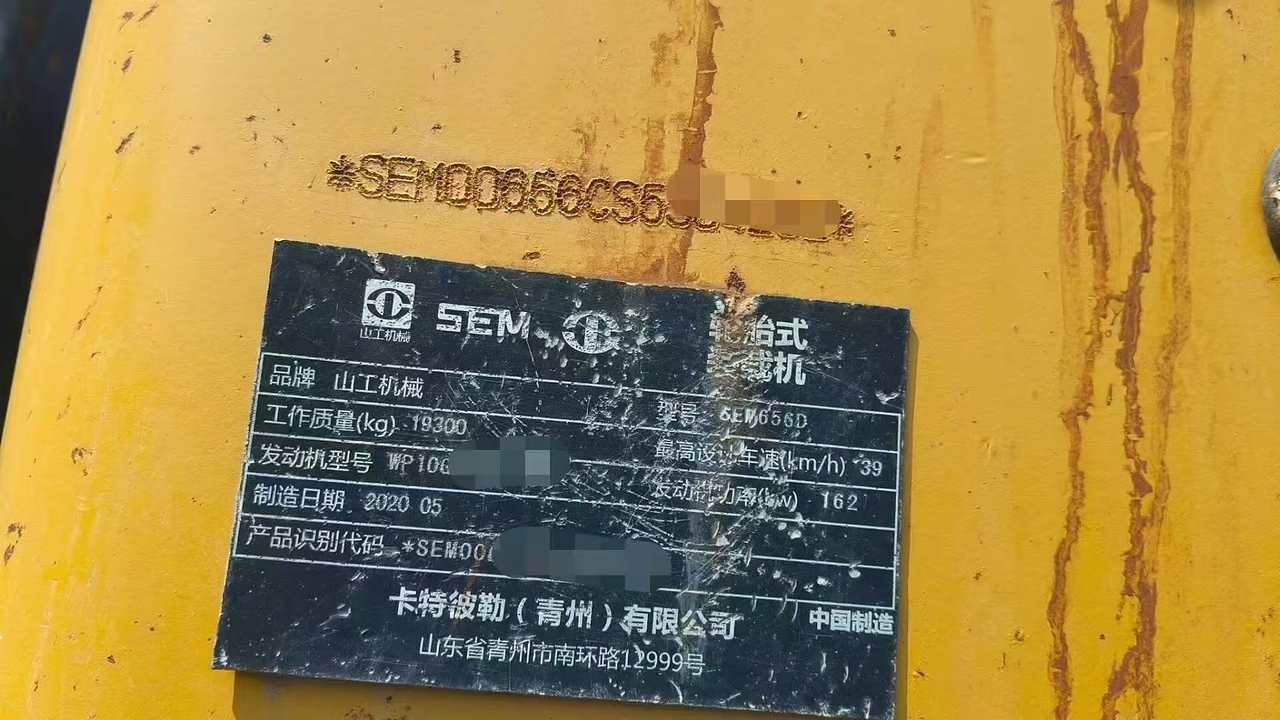 *SEM00656CS5
山工机械 SEM 轮胎式
装载机
品牌 山工机械
型号 SEM656D
工作质量(kg) 19300
最高设计车速(km/h) 39
发动机型号 WP10G
发动机功率(kw) 162
制造日期 2020 05
产品识别代码 *SEM00
卡特彼勒（青州）有限公司 中国制造
山东省青州市南环路12999号